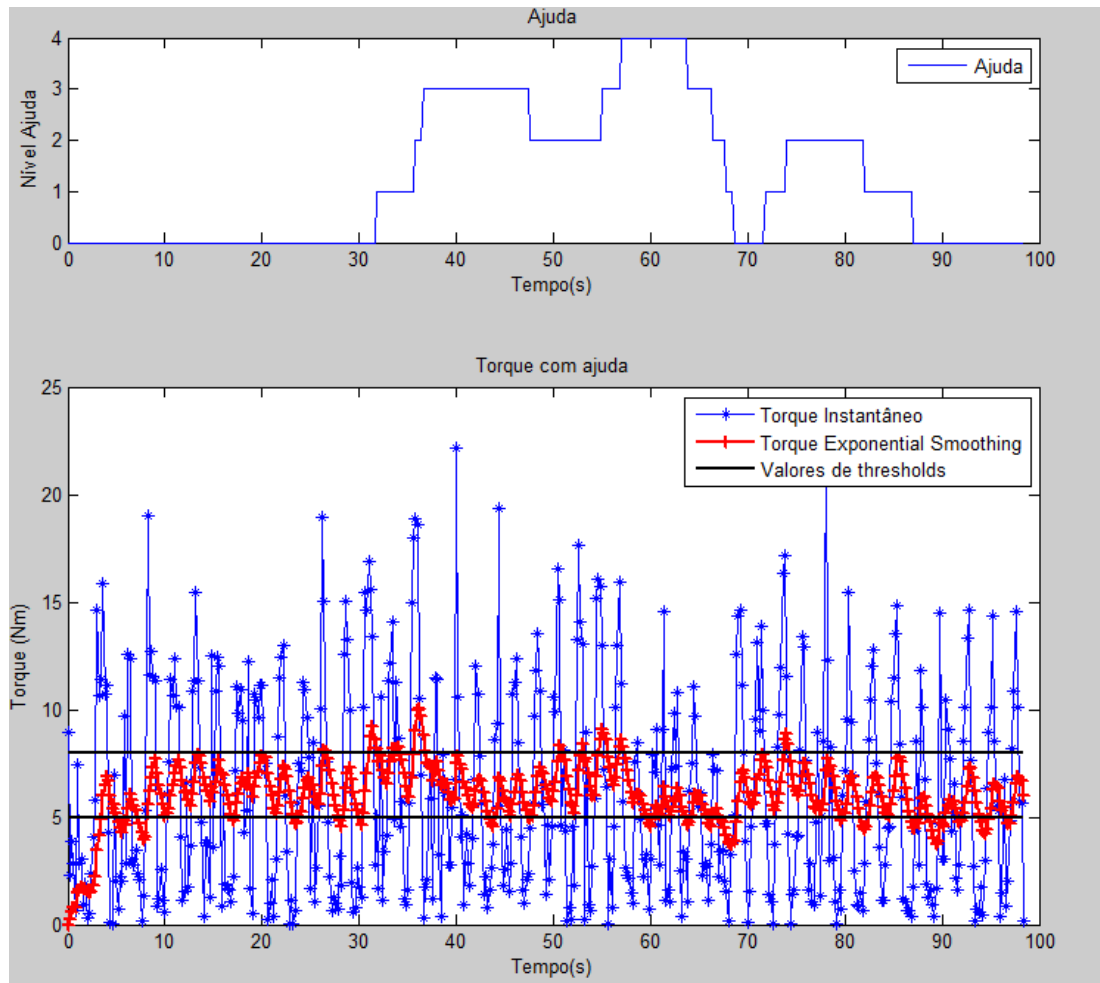 Ajuda
4
3
2
1
0
Nível Ajuda
Ajuda
0 10 20 30 40 50 60 70 80 90 100
Tempo(s)
Torque com ajuda
25
20
15
10
5
0
Torque (Nm)
Torque Instantâneo
Torque Exponential Smoothing
Valores de thresholds
0 10 20 30 40 50 60 70 80 90 100
Tempo(s)